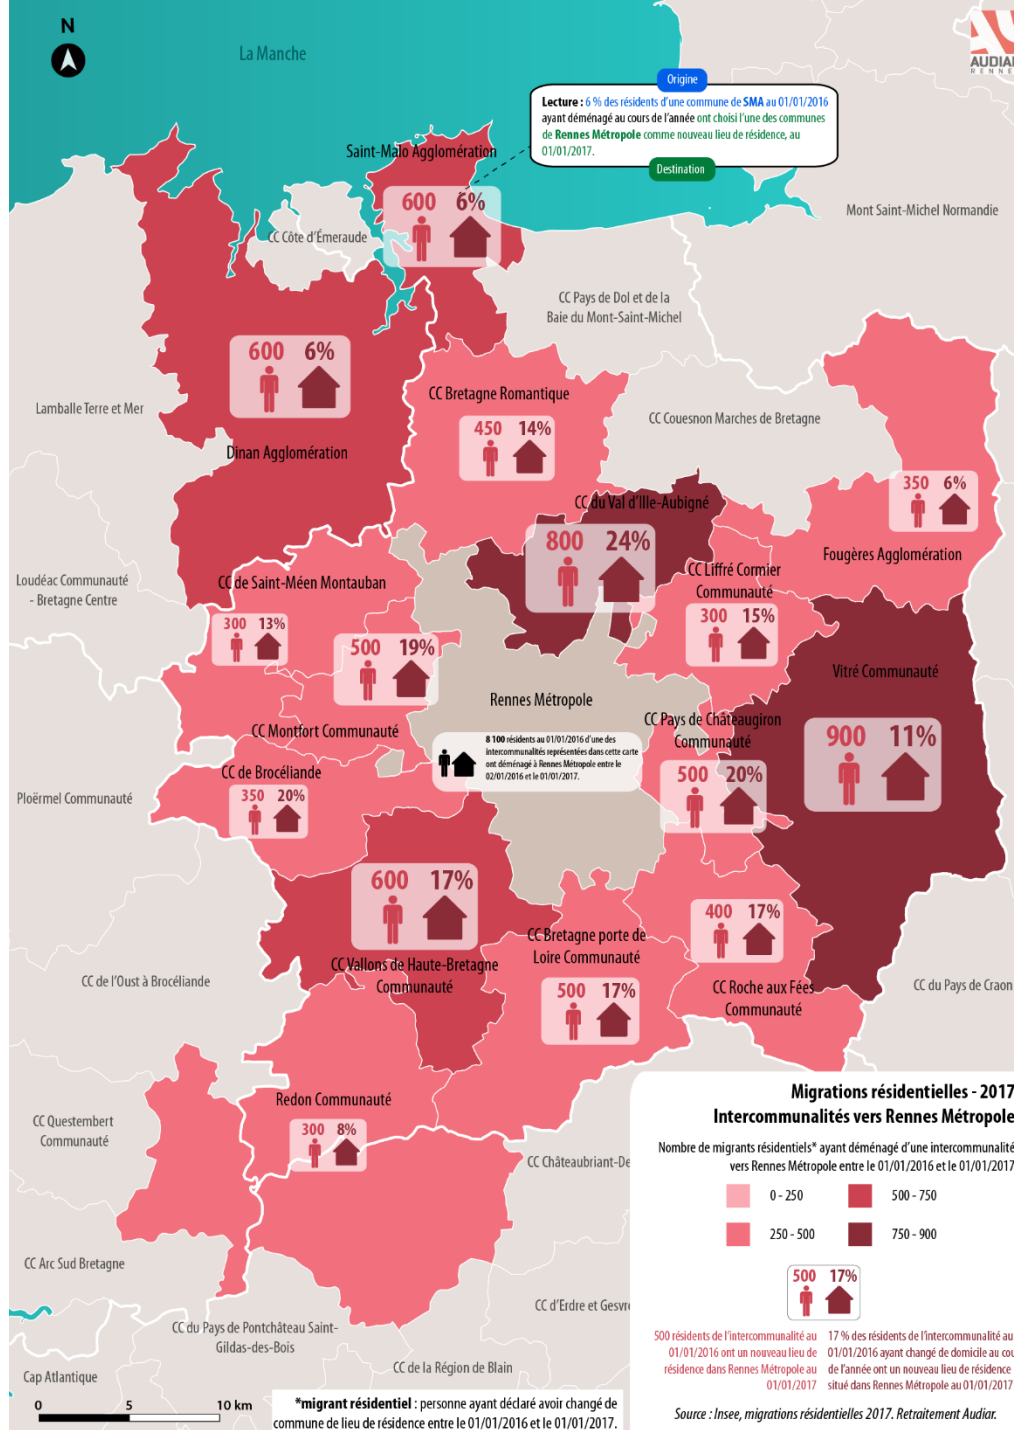 N
La Manche
AUDIAR
RENNES
Origine
Lecture : 6 % des résidents d'une commune de SMA au 01/01/2016
ayant déménagé au cours de l'année ont choisi l'une des communes
de Rennes Métropole comme nouveau lieu de résidence, au
01/01/2017.
Destination
Saint-Malo Agglomération
600 6%
Mont Saint-Michel Normandie
CC Côte d'Émeraude
CC Pays de Dol et de la
Baie du Mont-Saint-Michel
600 6%
Dinan Agglomération
Lamballe Terre et Mer
CC Bretagne Romantique
450 14%
CC Couesnon Marches de Bretagne
350 6%
Fougères Agglomération
CC du Val d'Ille-Aubigné
800 24%
CC Liffré Cormier
Communauté
300 15%
Loudéac Communauté
- Bretagne Centre
CC de Saint-Méen Montauban
300 13%
500 19%
CC Montfort Communauté
Rennes Métropole
8 100 résidents au 01/01/2016 d'une des
intercommunalités représentées dans cette carte
ont déménagé à Rennes Métropole entre le
02/01/2016 et le 01/01/2017.
Vitré Communauté
900 11%
CC Pays de Châteaugiron
Communauté
500 20%
CC de Brocéliande
350 20%
Ploërmel Communauté
600 17%
CC Vallons de Haute-Bretagne
Communauté
400 17%
CC Roche aux Fées
Communauté
CC Bretagne porte de
Loire Communauté
500 17%
CC de l'Oust à Brocéliande
CC du Pays de Craon
Redon Communauté
300 8%
CC Questembert
Communauté
CC Châteaubriant-De
CC Arc Sud Bretagne
CC d'Erdre et Gesvre
CC du Pays de Pontchâteau Saint-
Gildas-des-Bois
CC de la Région de Blain
Cap Atlantique
0 5 10 km
*migrant résidentiel : personne ayant déclaré avoir changé de
commune de lieu de résidence entre le 01/01/2016 et le 01/01/2017.
Migrations résidentielles - 2017
Intercommunalités vers Rennes Métropole
Nombre de migrants résidentiels* ayant déménagé d'une intercommunalité
vers Rennes Métropole entre le 01/01/2016 et le 01/01/2017
0 - 250
500 - 750
250 - 500
750 - 900
500 17%
500 résidents de l'intercommunalité au
01/01/2016 ont un nouveau lieu de
résidence dans Rennes Métropole au
01/01/2017
17 % des résidents de l'intercommunalité au
01/01/2016 ayant changé de domicile au cou
de l'année ont un nouveau lieu de résidence
situé dans Rennes Métropole au 01/01/2017
Source : Insee, migrations résidentielles 2017. Retraitement Audiar.